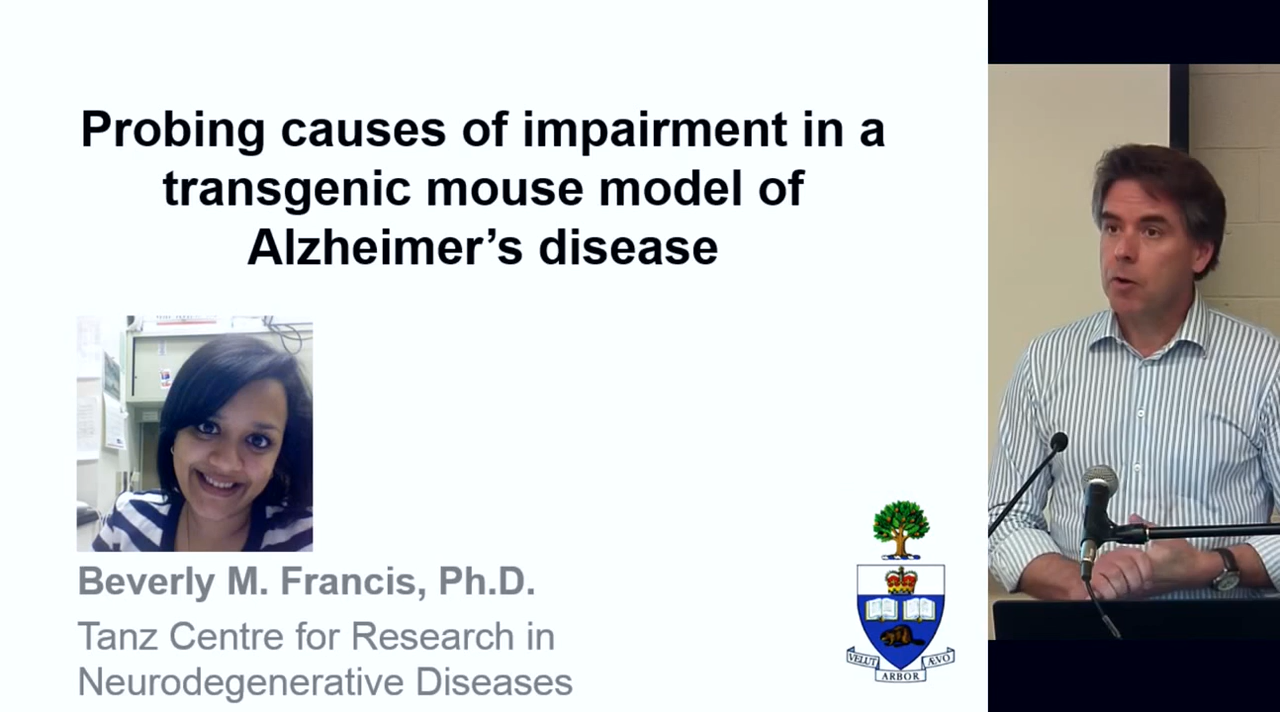 Probing causes of impairment in a
transgenic mouse model of
Alzheimer’s disease
Beverly M. Francis, Ph.D.
Tanz Centre for Research in
Neurodegenerative Diseases
VELUT ÆVO
ARBOR